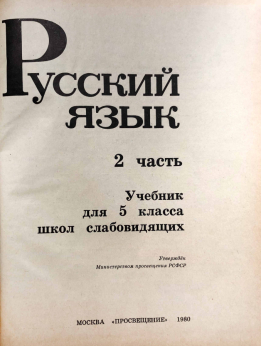 Русский
язык
2 часть
Учебник
для 5 класса
школ слабовидящих
Утверждён
Министерством просвещения РСФСР
МОСКВА «ПРОСВЕЩЕНИЕ» 1980